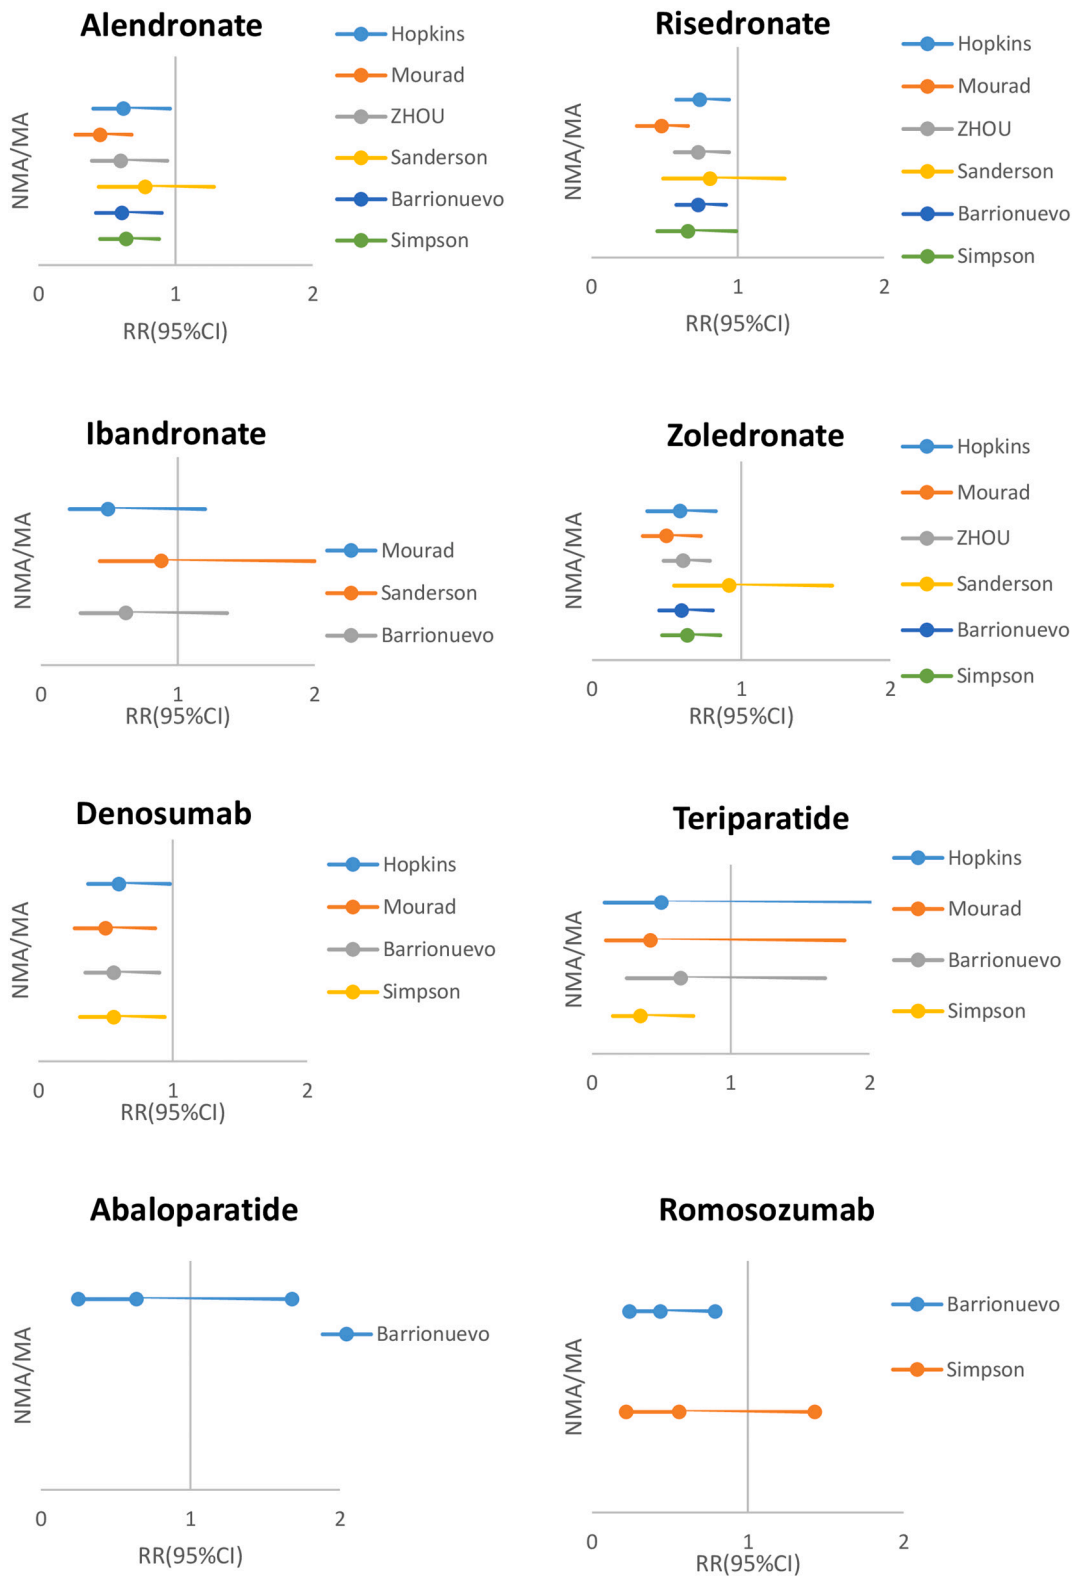 Alendronate
NMA/MA
Hopkins
Mourad
ZHOU
Sanderson
Barrionuevo
Simpson
0 1 2
RR(95%CI)
Risedronate
NMA/MA
Hopkins
Mourad
ZHOU
Sanderson
Barrionuevo
Simpson
0 1 2
RR(95%CI)
Ibandronate
NMA/MA
Mourad
Sanderson
Barrionuevo
0 1 2
RR(95%CI)
Zoledronate
NMA/MA
Hopkins
Mourad
ZHOU
Sanderson
Barrionuevo
Simpson
0 1 2
RR(95%CI)
Denosumab
NMA/MA
Hopkins
Mourad
Barrionuevo
Simpson
0 1 2
RR(95%CI)
Teriparatide
NMA/MA
Hopkins
Mourad
Barrionuevo
Simpson
0 1 2
Abaloparatide
NMA/MA
Barrionuevo
0 1 2
RR(95%CI)
Romosozumab
NMA/MA
Barrionuevo
Simpson
0 1 2
RR(95%CI)